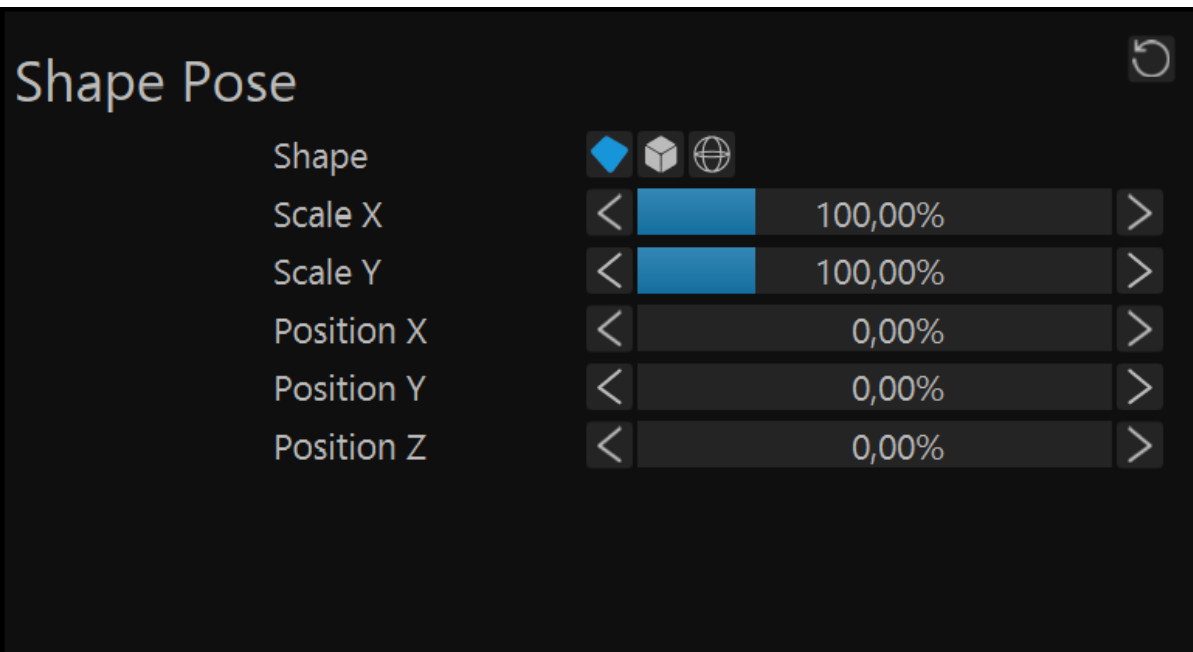 Shape Pose
Shape
Scale X 100,00%
Scale Y 100,00%
Position X 0,00%
Position Y 0,00%
Position Z 0,00%